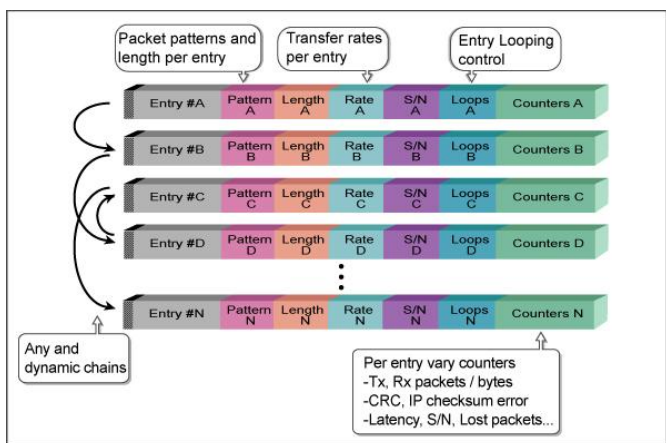 Packet patterns and
length per entry
Transfer rates
per entry
Entry Looping
control
Entry #A Pattern A Length A Rate A S/N A Loops A Counters A
Entry #B Pattern B Length B Rate B S/N B Loops B Counters B
Entry #C Pattern C Length C Rate C S/N C Loops C Counters C
Entry #D Pattern D Length D Rate D S/N D Loops D Counters D
Entry #N Pattern N Length N Rate N S/N N Loops N Counters N
Any and
dynamic chains
Per entry vary counters
-Tx, Rx packets / bytes
-CRC, IP checksum error
-Latency, S/N, Lost packets...